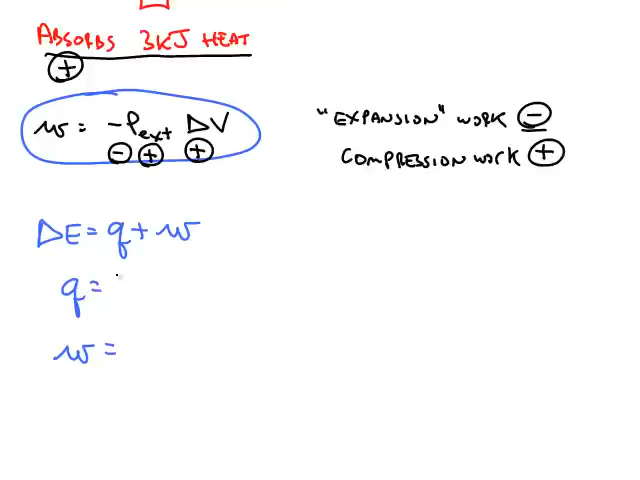 ABSORBS 3KJ HEAT
+
w = -Pext ΔV
- + +
"EXPANSION" WORK -
COMPRESSION WORK +
ΔE = q + w
q =
w =